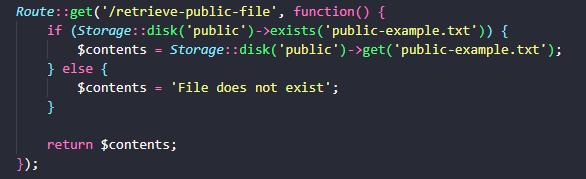 Route::get('/retrieve-public-file', function() {
    if (Storage::disk('public')->exists('public-example.txt')) {
        $contents = Storage::disk('public')->get('public-example.txt');
    } else {
        $contents = 'File does not exist';
    }

    return $contents;
});